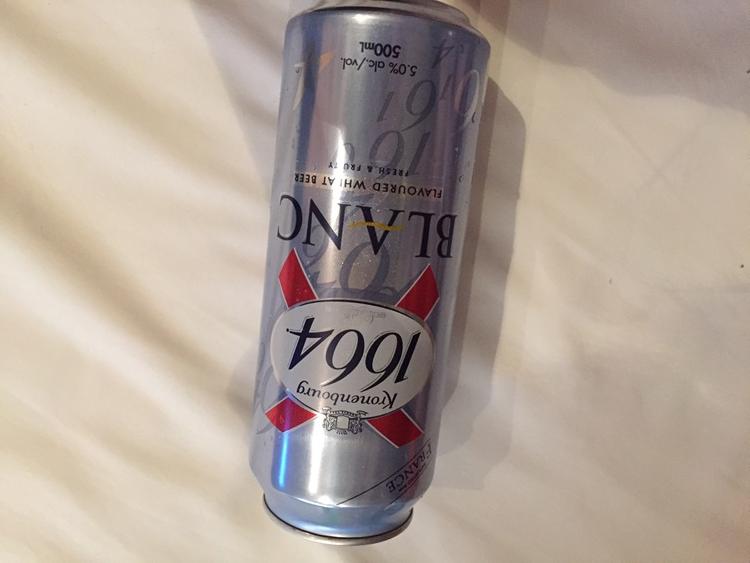 FRANCE
Kronenbourg
1664
BLANC
FLAVOURED WHEAT BEER
FRESH & FRUITY
5.0% alc./vol.
500mL